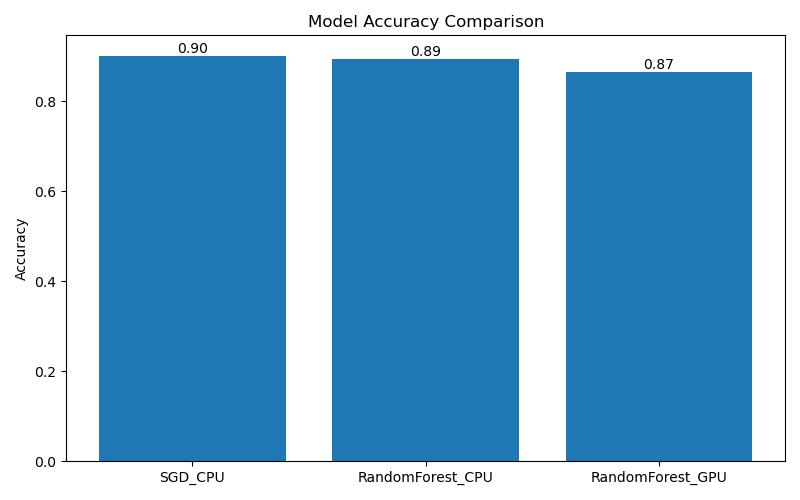 Model Accuracy Comparison
0.90
0.89
0.87
0.8
0.6
0.4
0.2
0.0
Accuracy
SGD_CPU
RandomForest_CPU
RandomForest_GPU